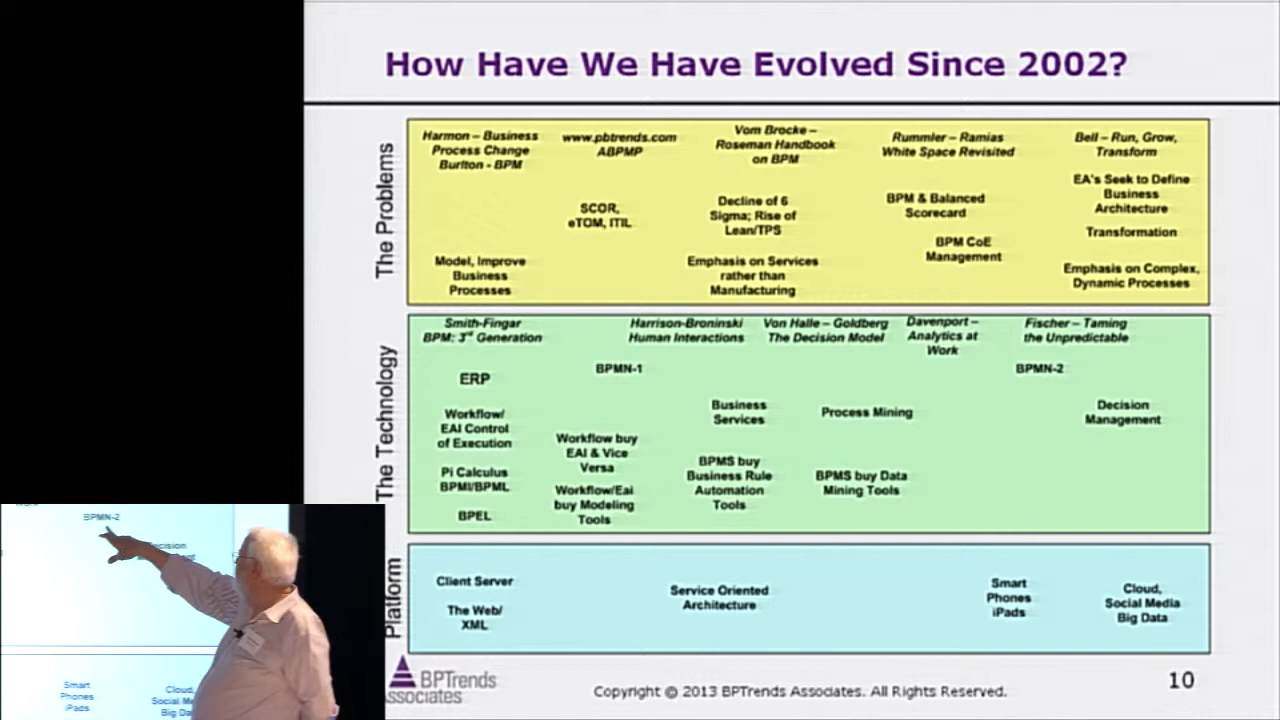 How Have We Have Evolved Since 2002?
The Problems
Harmon – Business
Process Change
Burlton - BPM
www.pbtrends.com
ABPMP
Vom Brocke –
Roseman Handbook
on BPM
Rummler – Ramias
White Space Revisited
Bell – Run, Grow,
Transform
SCOR,
eTOM, ITIL
Decline of 6
Sigma; Rise of
Lean/TPS
BPM & Balanced
Scorecard
EA's Seek to Define
Business
Architecture
Transformation
BPM CoE
Management
Model, Improve
Business
Processes
Emphasis on Services
rather than
Manufacturing
Emphasis on Complex,
Dynamic Processes
The Technology
Smith-Fingar
BPM: 3rd Generation
Harrison-Broninski
Human Interactions
Von Halle – Goldberg
The Decision Model
Davenport –
Analytics at
Work
Fischer – Taming
the Unpredictable
ERP
BPMN-1
BPMN-2
Workflow/
EAI Control
of Execution
Business
Services
Process Mining
Decision
Management
Workflow buy
EAI & Vice
Versa
Pi Calculus
BPMI/BPML
BPMS buy
Business Rule
Automation
Tools
BPMS buy Data
Mining Tools
Workflow/Eai
buy Modeling
Tools
BPEL
Platform
Client Server
The Web/
XML
Service Oriented
Architecture
Smart
Phones
iPads
Cloud,
Social Media
Big Data
BPTrends
Associates
Copyright © 2013 BPTrends Associates. All Rights Reserved.
10
BPMN-2
Smart
Phones
iPads
Cloud,
Social Me
Big Da